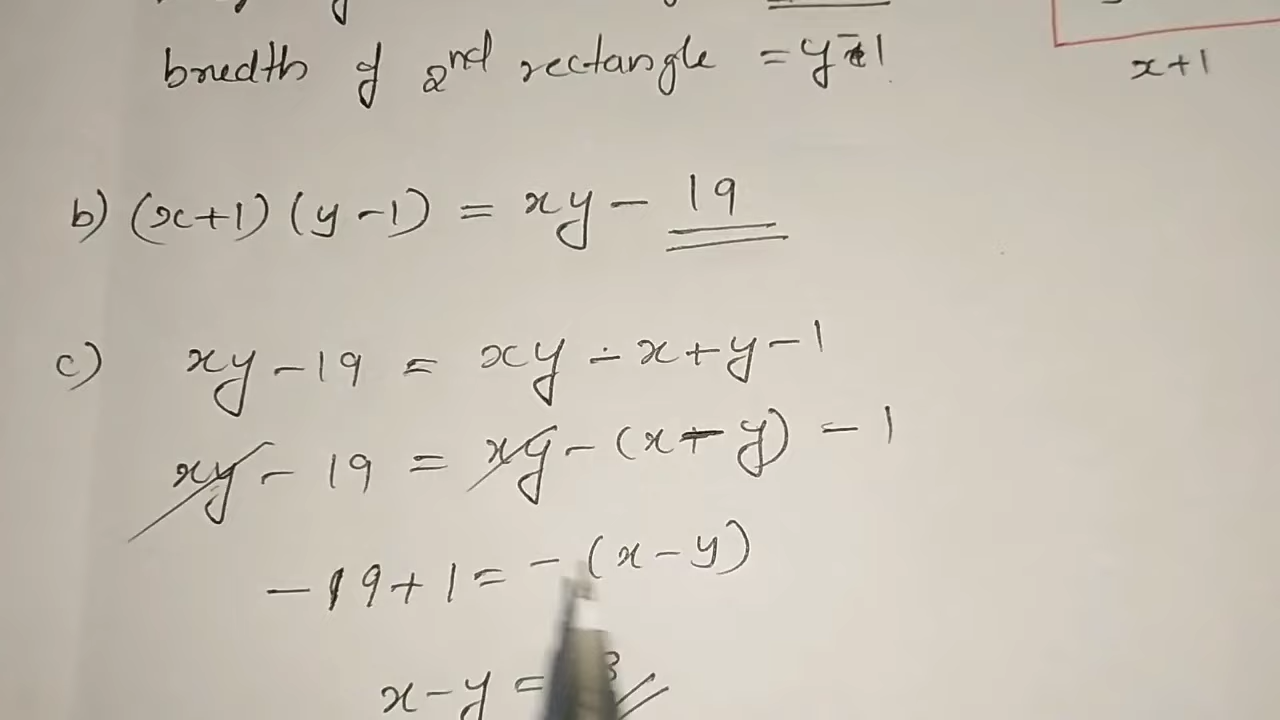 bredth of 2nd rectangle = y-1
x+1
b) (x+1)(y-1) = xy - 19
c) xy-19 = xy-x+y-1
xy-19 = xy-(x-y)-1
-19+1=-(x-y)
x-y=